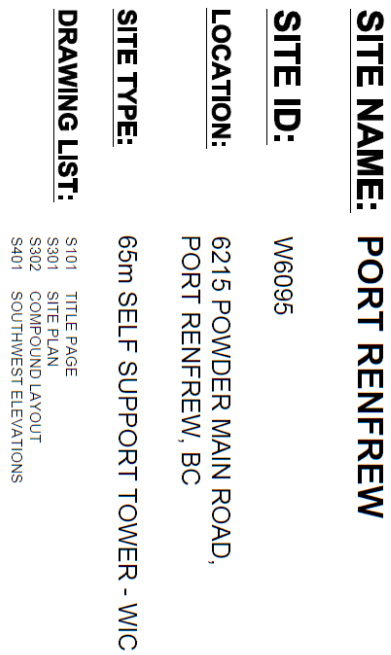 SITE NAME: PORT RENFREW
SITE ID: W6095
LOCATION: 6215 POWDER MAIN ROAD,
PORT RENFREW, BC
SITE TYPE: 65m SELF SUPPORT TOWER - WIC
DRAWING LIST:
S101 TITLE PAGE
S301 SITE PLAN
S302 COMPOUND LAYOUT
S401 SOUTHWEST ELEVATIONS